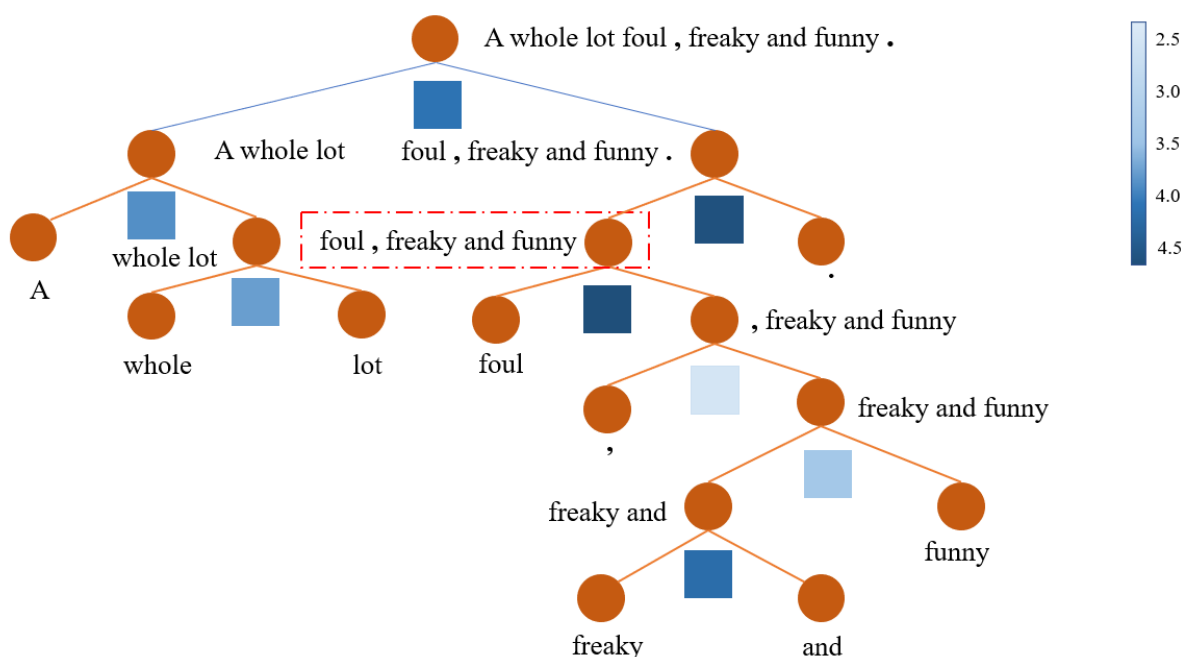 A whole lot foul , freaky and funny .
2.5
3.0
3.5
4.0
4.5
A whole lot
foul , freaky and funny .
foul , freaky and funny
whole lot
A
.
whole
lot
foul
, freaky and funny
,
freaky and funny
freaky and
funny
freaky
and